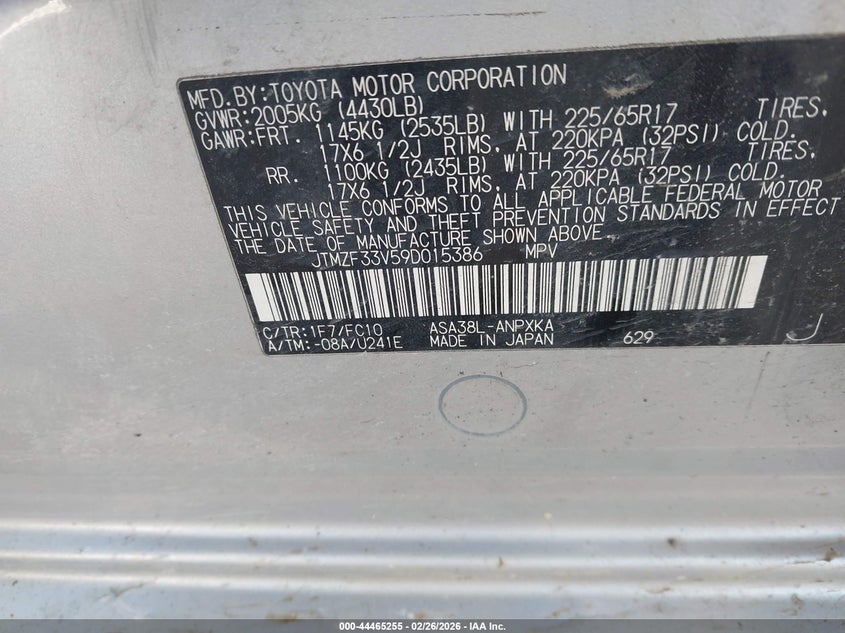 MFD.BY:TOYOTA MOTOR CORPORATION
GVWR:2005KG (4430LB)
GAWR:FRT. 1145KG (2535LB) WITH 225/65R17 TIRES,
17X6 1/2J RIMS, AT 220KPA (32PSI) COLD.
RR. 1100KG (2435LB) WITH 225/65R17 TIRES,
17X6 1/2J RIMS, AT 220KPA (32PSI) COLD.
THIS VEHICLE CONFORMS TO ALL APPLICABLE FEDERAL MOTOR
VEHICLE SAFETY AND THEFT PREVENTION STANDARDS IN EFFECT
THE DATE OF MANUFACTURE SHOWN ABOVE.
JTMZF33V59D015386 MPV
C/TR:1F7/FC10 ASA38L-ANPXKA
A/TM:-08A/U241E MADE IN JAPAN 629 J
000-44465255 - 02/26/2026 - IAA Inc.